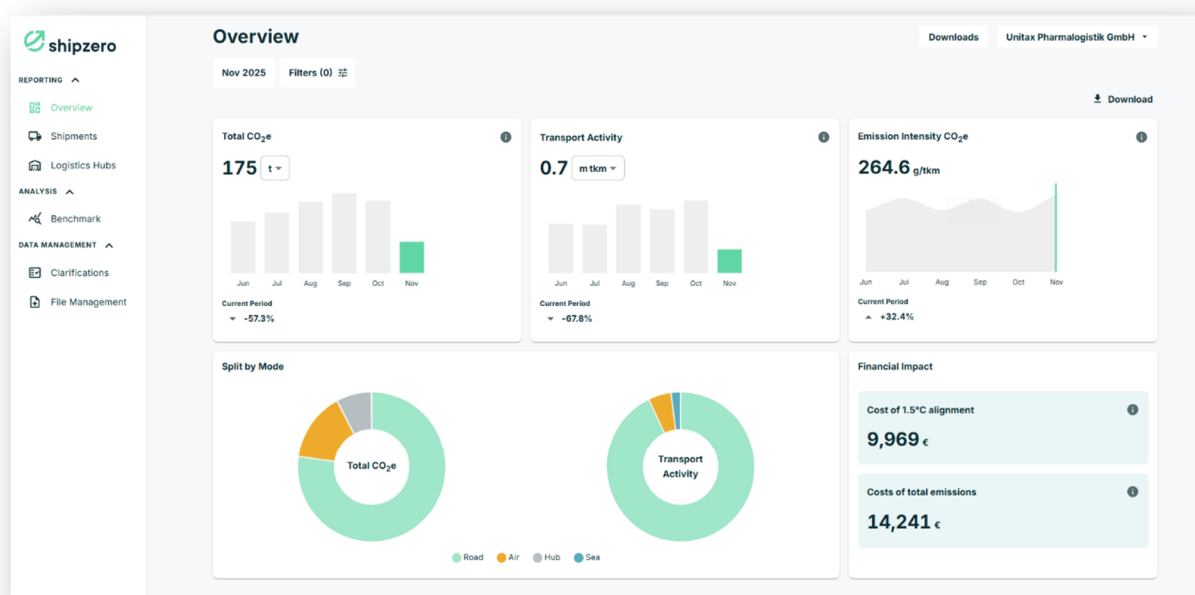 shipzero
REPORTING
Overview
Shipments
Logistics Hubs
ANALYSIS
Benchmark
DATA MANAGEMENT
Clarifications
File Management
Overview
Downloads
Unitax Pharmalogistik GmbH
Nov 2025
Filters (0)
Download
Total CO₂e
175 t
Jun Jul Aug Sep Oct Nov
Current Period
-57.3%
Transport Activity
0.7 m tkm
Jun Jul Aug Sep Oct Nov
Current Period
-67.8%
Emission Intensity CO₂e
264.6 g/tkm
Jun Jul Aug Sep Oct Nov
Current Period
+32.4%
Split by Mode
Total CO₂e
Transport
Activity
Road Air Hub Sea
Financial Impact
Cost of 1.5°C alignment
9,969 €
Costs of total emissions
14,241 €